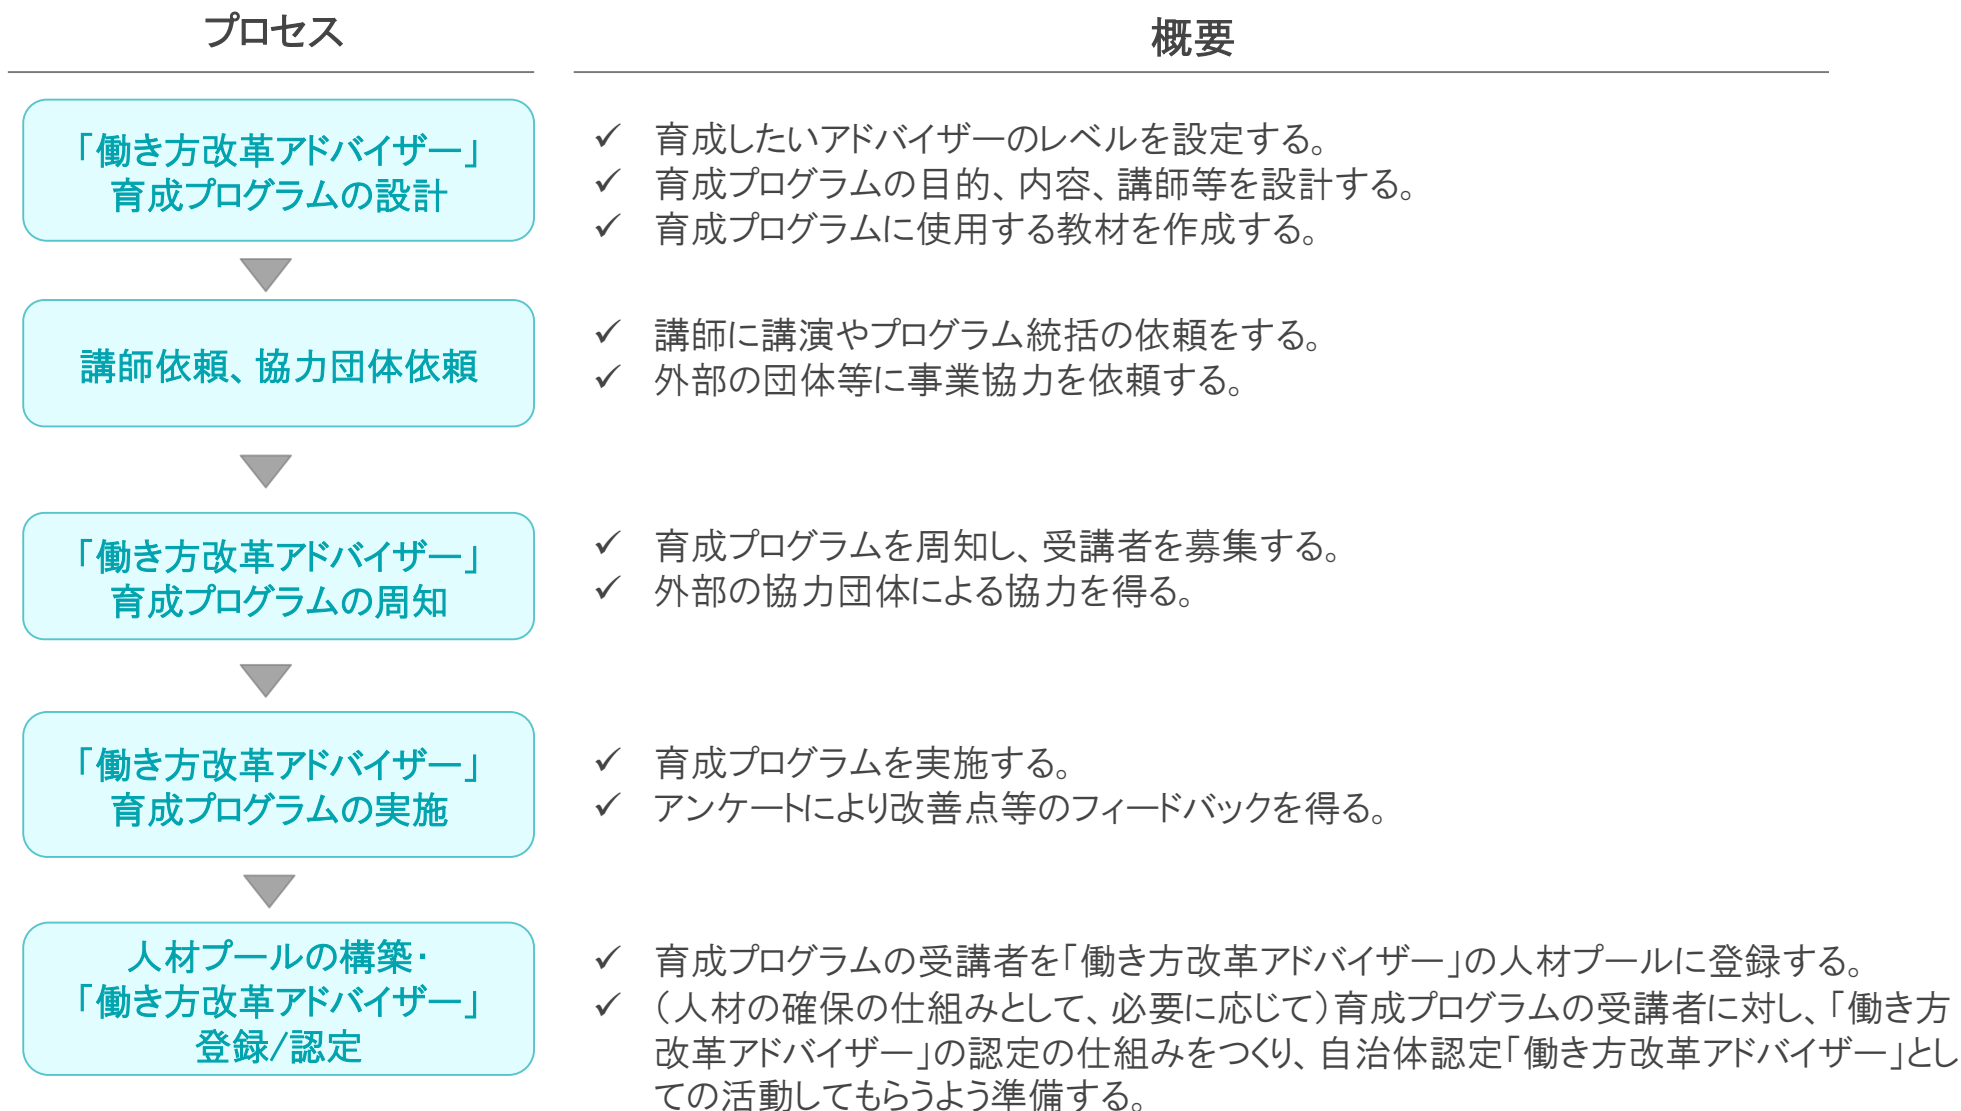 プロセス
概要
「働き方改革アドバイザー」
育成プログラムの設計
✓ 育成したいアドバイザーのレベルを設定する。
✓ 育成プログラムの目的、内容、講師等を設計する。
✓ 育成プログラムに使用する教材を作成する。
講師依頼、協力団体依頼
✓ 講師に講演やプログラム統括の依頼をする。
✓ 外部の団体等に事業協力を依頼する。
「働き方改革アドバイザー」
育成プログラムの周知
✓ 育成プログラムを周知し、受講者を募集する。
✓ 外部の協力団体による協力を得る。
「働き方改革アドバイザー」
育成プログラムの実施
✓ 育成プログラムを実施する。
✓ アンケートにより改善点等のフィードバックを得る。
人材プールの構築・
「働き方改革アドバイザー」
登録/認定
✓ 育成プログラムの受講者を「働き方改革アドバイザー」の人材プールに登録する。
✓ （人材の確保の仕組みとして、必要に応じて）育成プログラムの受講者に対し、「働き方
改革アドバイザー」の認定の仕組みをつくり、自治体認定「働き方改革アドバイザー」とし
ての活動してもらうよう準備する。